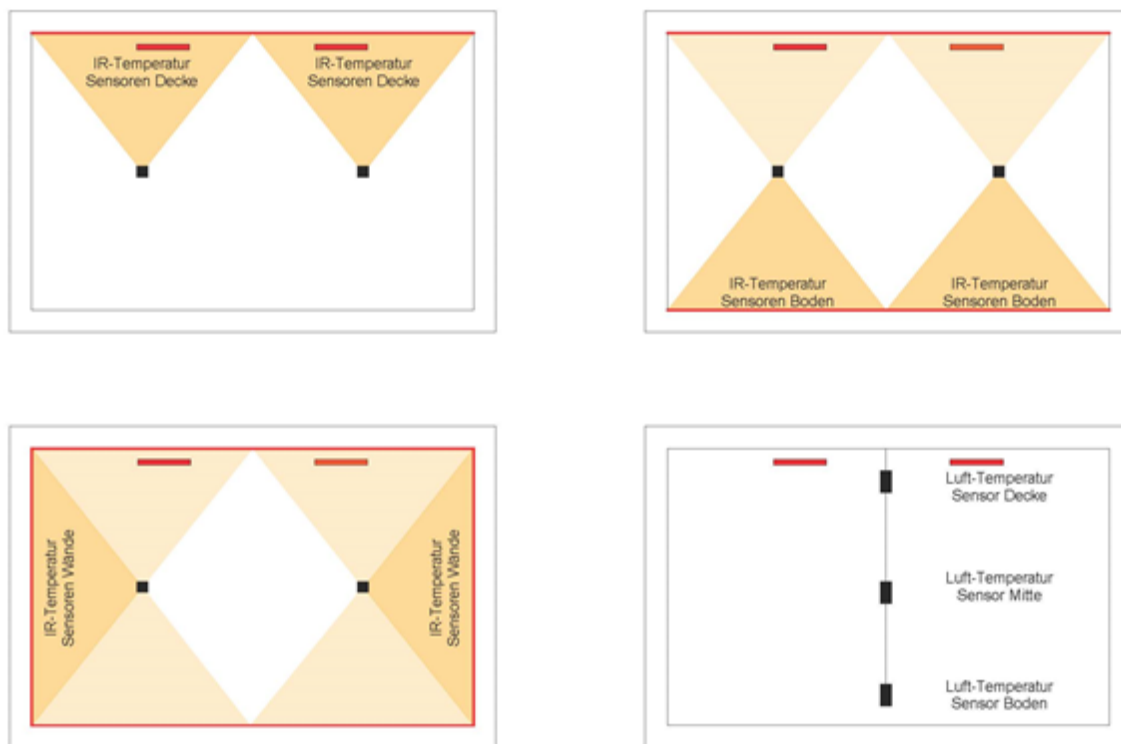 IR-Temperatur
Sensoren Decke
IR-Temperatur
Sensoren Decke
IR-Temperatur
Sensoren Boden
IR-Temperatur
Sensoren Boden
IR-Temperatur
Sensoren Wände
IR-Temperatur
Sensoren Wände
Luft-Temperatur
Sensor Decke
Luft-Temperatur
Sensor Mitte
Luft-Temperatur
Sensor Boden